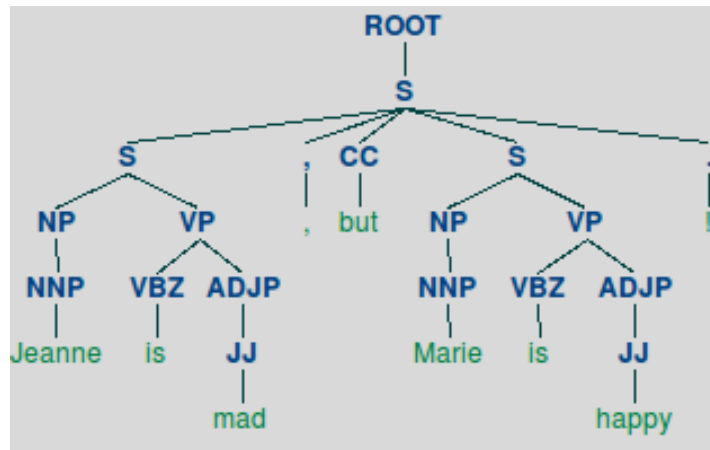 ROOT
S
S , CC S .
NP VP , but NP VP !
NNP VBZ ADJP NNP VBZ ADJP
Jeanne is JJ Marie is JJ
mad happy